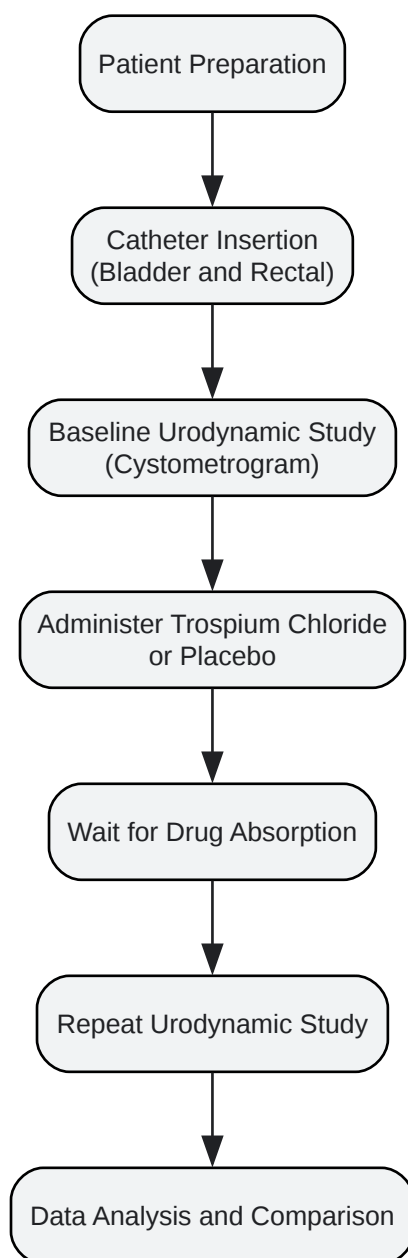 Patient Preparation
Catheter Insertion
(Bladder and Rectal)
Baseline Urodynamic Study
(Cystometrogram)
Administer Trospium Chloride
or Placebo
Wait for Drug Absorption
Repeat Urodynamic Study
Data Analysis and Comparison